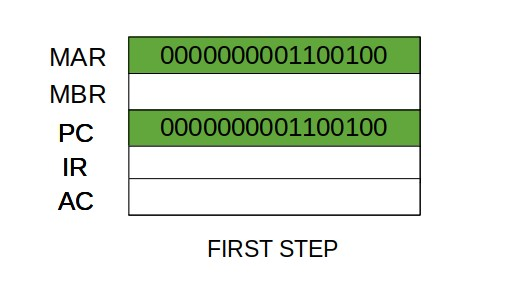 MAR 0000000001100100
MBR
PC 0000000001100100
IR
AC
FIRST STEP